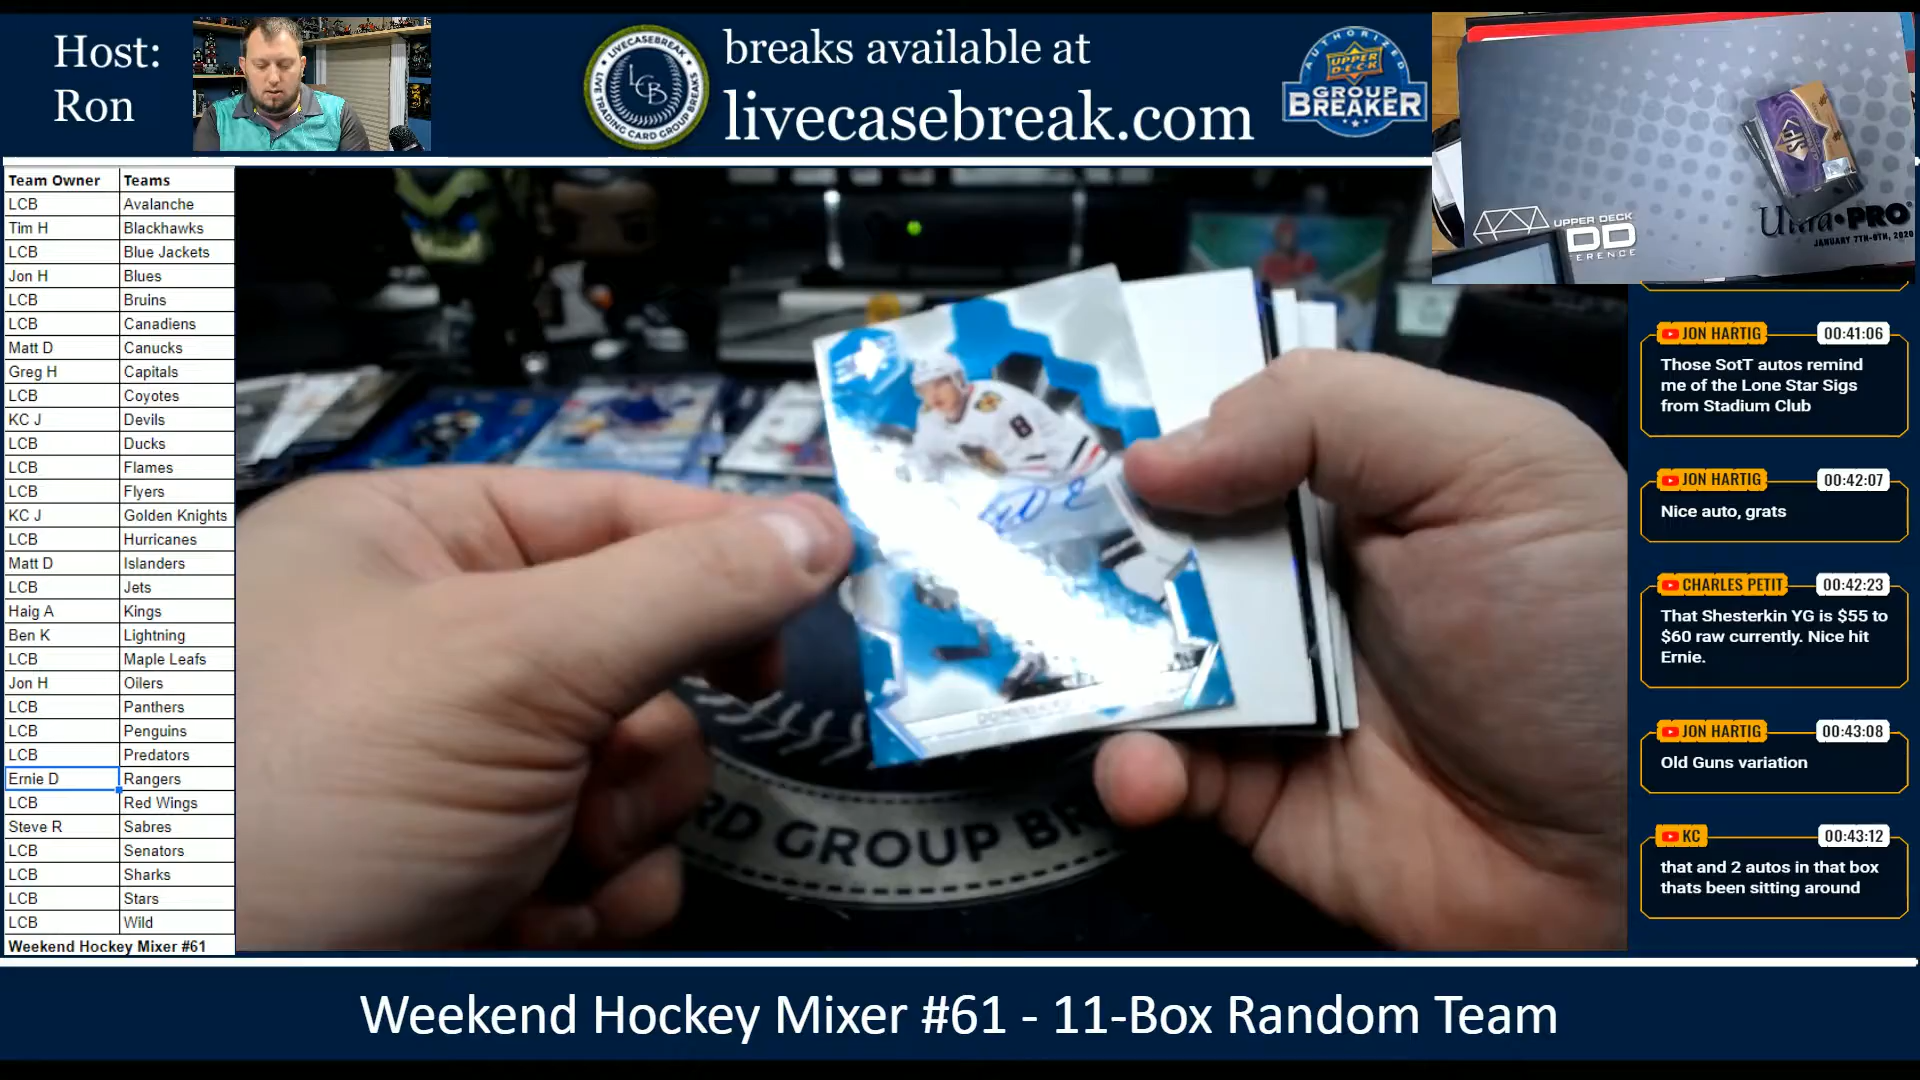 Host:
Ron
LIVECASEBREAK
LCB
LIVE TRADING CARD GROUP BREAKS
breaks available at
livecasebreak.com
AUTHORIZED
UPPER DECK
GROUP
BREAKER
SP
UPPER DECK
ERENCE
Ultra•PRO
JANUARY 7TH-9TH, 2020
Team Owner Teams
LCB Avalanche
Tim H Blackhawks
LCB Blue Jackets
Jon H Blues
LCB Bruins
LCB Canadiens
Matt D Canucks
Greg H Capitals
LCB Coyotes
KC J Devils
LCB Ducks
LCB Flames
LCB Flyers
KC J Golden Knights
LCB Hurricanes
Matt D Islanders
LCB Jets
Haig A Kings
Ben K Lightning
LCB Maple Leafs
Jon H Oilers
LCB Panthers
LCB Penguins
LCB Predators
Ernie D Rangers
LCB Red Wings
Steve R Sabres
LCB Senators
LCB Sharks
LCB Stars
LCB Wild
Weekend Hockey Mixer #61
8
RD GROUP BR
JON HARTIG 00:41:06
Those SotT autos remind
me of the Lone Star Sigs
from Stadium Club
JON HARTIG 00:42:07
Nice auto, grats
CHARLES PETIT 00:42:23
That Shesterkin YG is $55 to
$60 raw currently. Nice hit
Ernie.
JON HARTIG 00:43:08
Old Guns variation
KC 00:43:12
that and 2 autos in that box
thats been sitting around
Weekend Hockey Mixer #61 - 11-Box Random Team